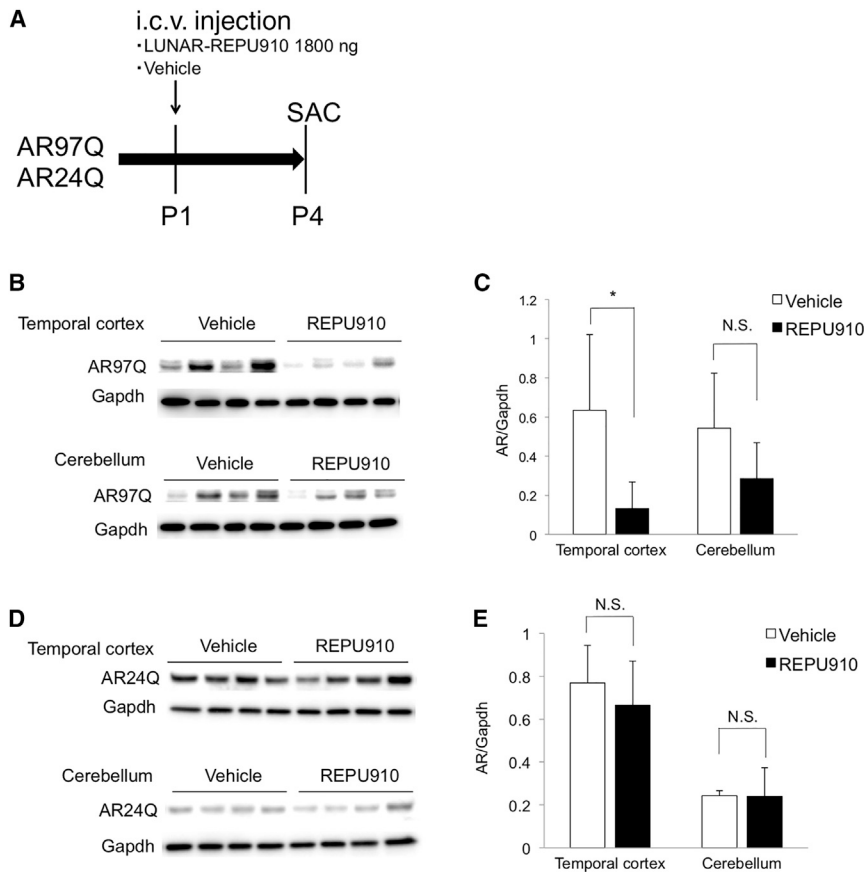 A
i.c.v. injection
・LUNAR-REPU910 1800 ng
・Vehicle
SAC
AR97Q
AR24Q
P1
P4
B
Temporal cortex
Vehicle
REPU910
AR97Q
Gapdh
Cerebellum
Vehicle
REPU910
AR97Q
Gapdh
C
Vehicle
REPU910
*
N.S.
AR/Gapdh
1.2
1
0.8
0.6
0.4
0.2
0
Temporal cortex
Cerebellum
D
Temporal cortex
Vehicle
REPU910
AR24Q
Gapdh
Cerebellum
Vehicle
REPU910
AR24Q
Gapdh
E
N.S.
Vehicle
REPU910
N.S.
AR/Gapdh
1
0.8
0.6
0.4
0.2
0
Temporal cortex
Cerebellum